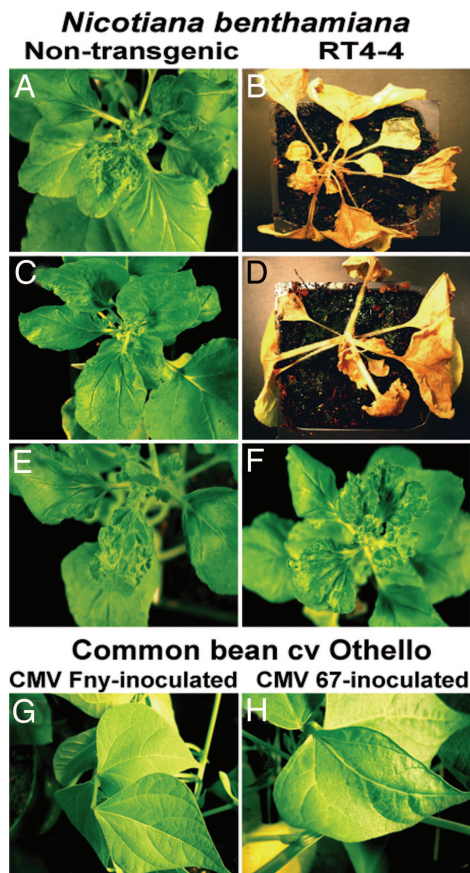 Nicotiana benthamiana
Non-transgenic RT4-4
A B
C D
E F
Common bean cv Othello
CMV Fny-inoculated CMV 67-inoculated
G H